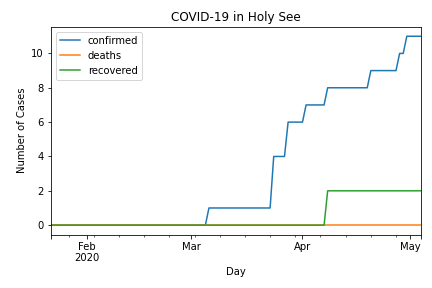 COVID-19 in Holy See
confirmed
deaths
recovered
Number of Cases
10
8
6
4
2
0
Feb
2020
Mar
Apr
May
Day